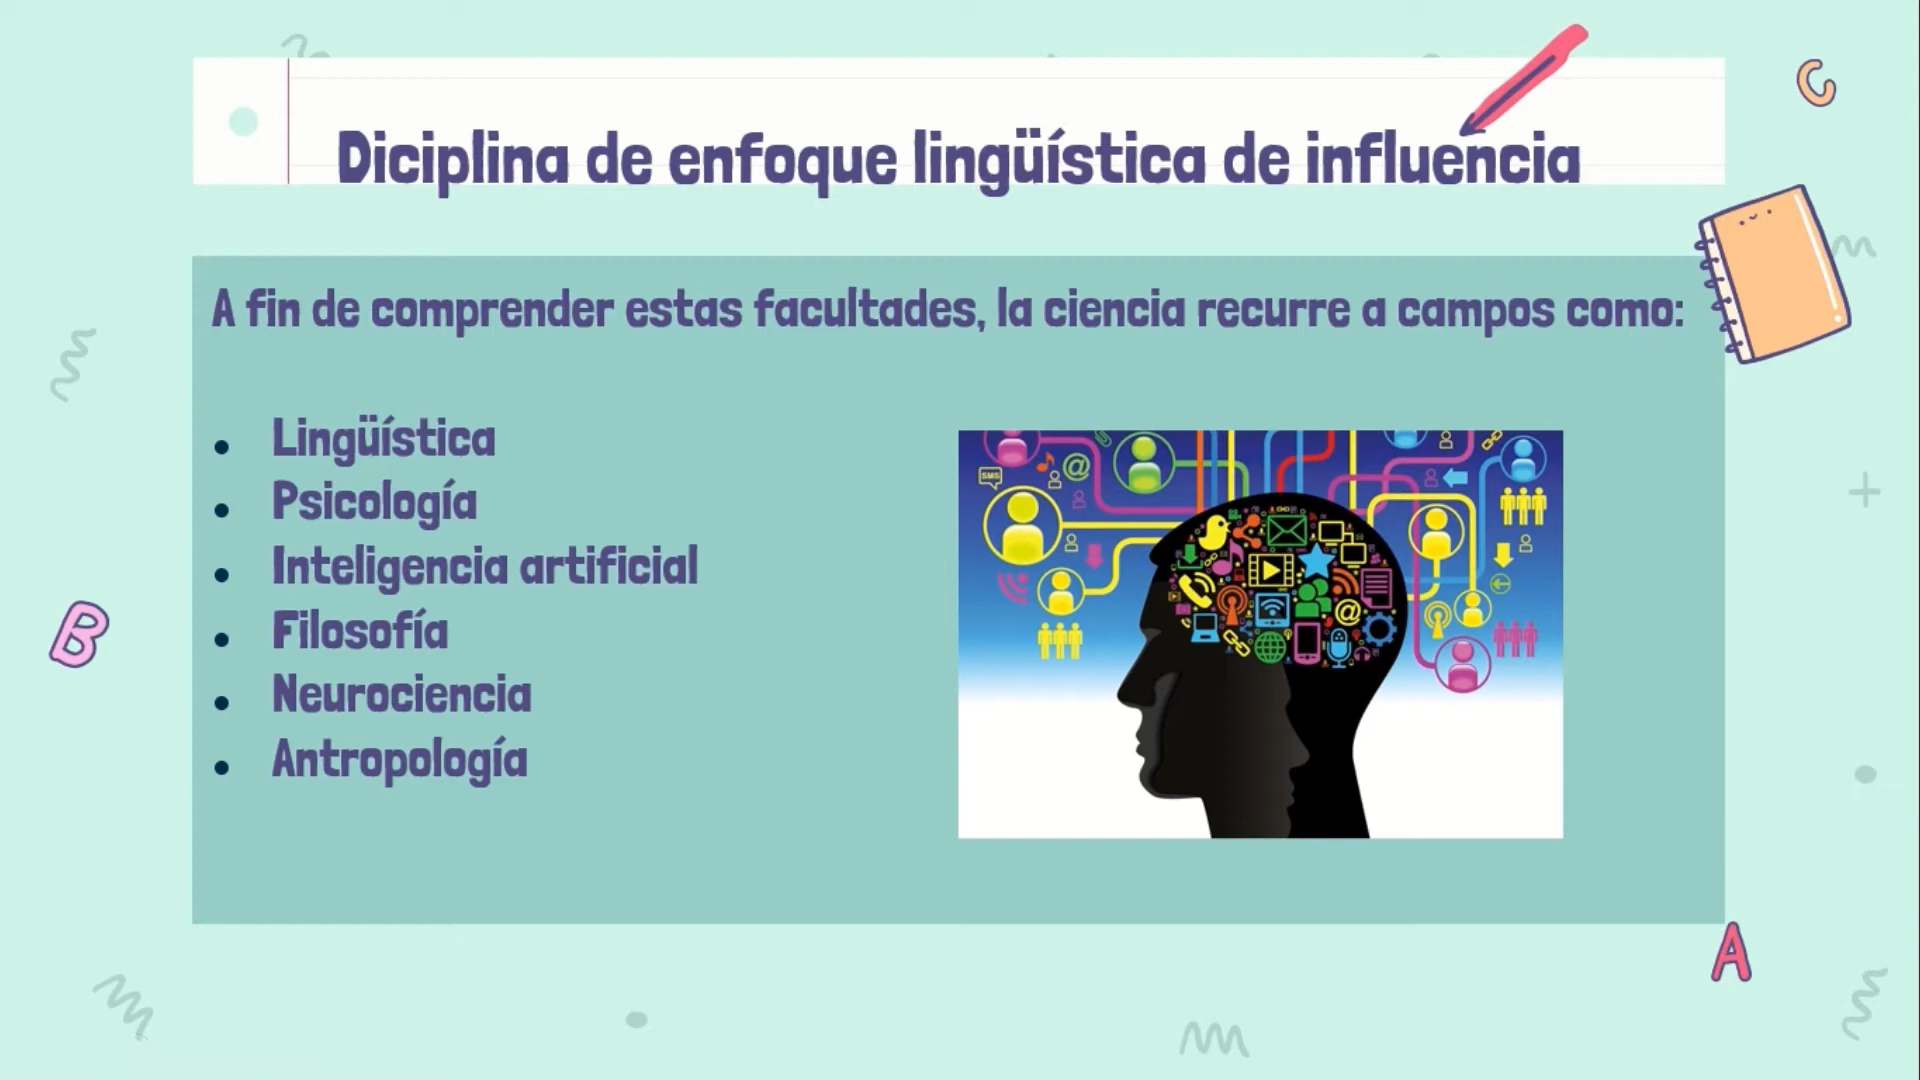 Diciplina de enfoque lingüística de influencia
A fin de comprender estas facultades, la ciencia recurre a campos como:
Lingüística
Psicología
Inteligencia artificial
Filosofía
Neurociencia
Antropología
SMS
C
B
A